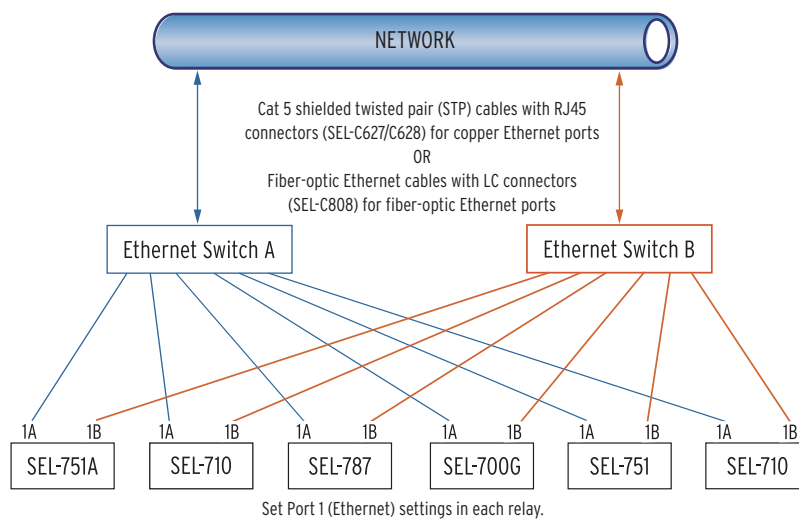 NETWORK
Cat 5 shielded twisted pair (STP) cables with RJ45
connectors (SEL-C627/C628) for copper Ethernet ports
OR
Fiber-optic Ethernet cables with LC connectors
(SEL-C808) for fiber-optic Ethernet ports
Ethernet Switch A
Ethernet Switch B
1A 1B 1A 1B 1A 1B 1A 1B 1A 1B 1A 1B
SEL-751A SEL-710 SEL-787 SEL-700G SEL-751 SEL-710
Set Port 1 (Ethernet) settings in each relay.